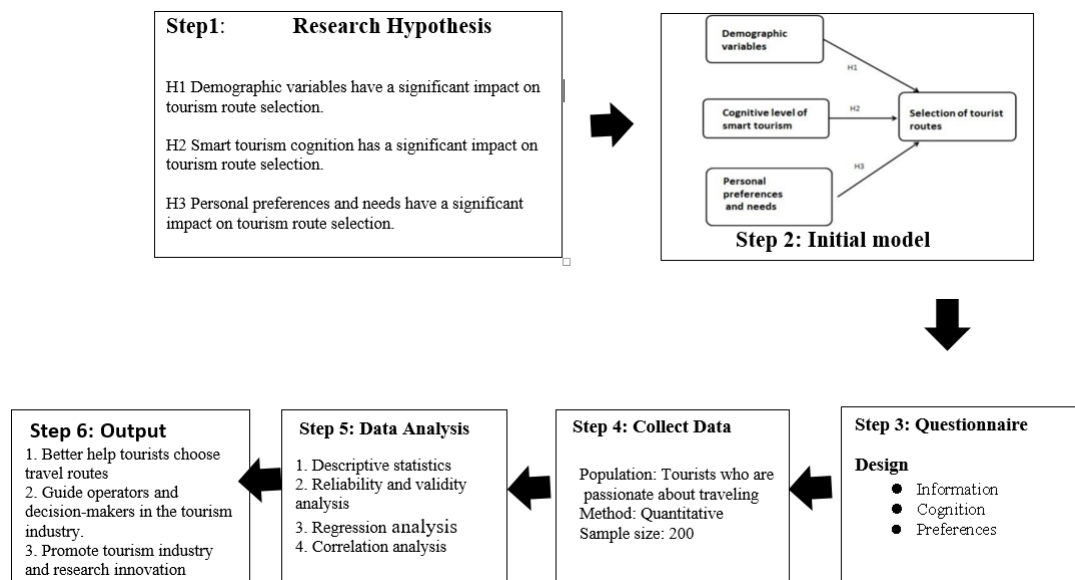 Step1: Research Hypothesis
H1 Demographic variables have a significant impact on
tourism route selection.
H2 Smart tourism cognition has a significant impact on
tourism route selection.
H3 Personal preferences and needs have a significant
impact on tourism route selection.
Demographic
variables
H1
Cognitive level of
smart tourism
H2
Selection of tourist
routes
H3
Personal
preferences
and needs
Step 2: Initial model
Step 3: Questionnaire
Design
● Information
● Cognition
● Preferences
Step 4: Collect Data
Population: Tourists who are
passionate about traveling
Method: Quantitative
Sample size: 200
Step 5: Data Analysis
1. Descriptive statistics
2. Reliability and validity
analysis
3. Regression analysis
4. Correlation analysis
Step 6: Output
1. Better help tourists choose
travel routes
2. Guide operators and
decision-makers in the tourism
industry.
3. Promote tourism industry
and research innovation